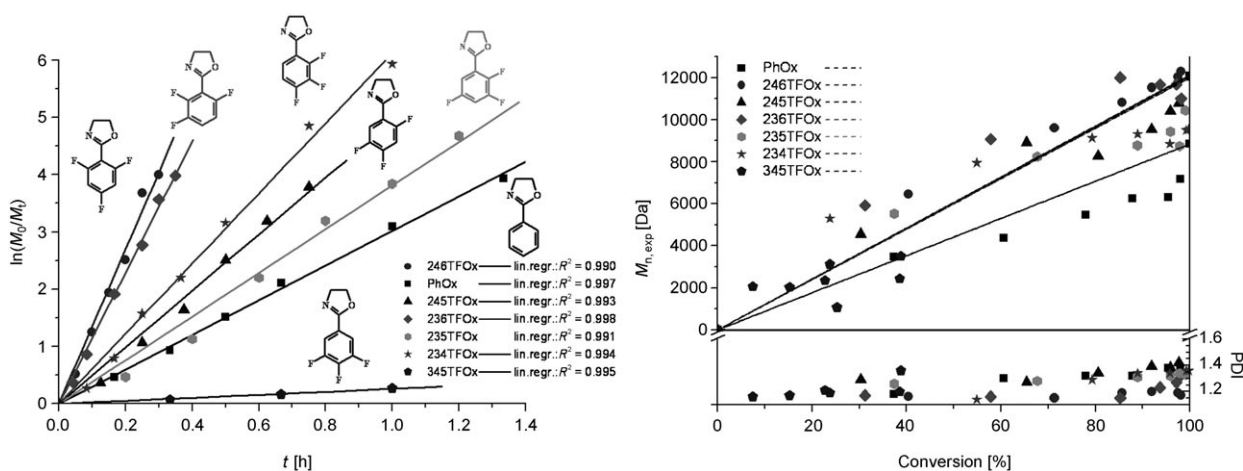 N O F F F
N O F F F
N O F F F
N O F F F
N O F F F
N O
N O F F F
ln(M₀/Mₜ)
6
5
4
3
2
1
0
246TFOx lin.regr.:R² = 0.990
PhOx lin.regr.:R² = 0.997
245TFOx lin.regr.:R² = 0.993
236TFOx lin.regr.:R² = 0.998
235TFOx lin.regr.:R² = 0.991
234TFOx lin.regr.:R² = 0.994
345TFOx lin.regr.:R² = 0.995
0.0 0.2 0.4 0.6 0.8 1.0 1.2 1.4
t [h]
Mn,exp [Da]
12000
10000
8000
6000
4000
2000
0
PhOx
246TFOx
245TFOx
236TFOx
235TFOx
234TFOx
345TFOx
1.6
1.4
1.2
PDI
0 20 40 60 80 100
Conversion [%]